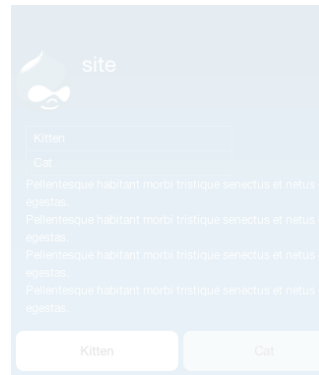 site
Kitten
Cat
Pellentesque habitant morbi tristique senectus et netus
egestas.
Pellentesque habitant morbi tristique senectus et netus
egestas.
Pellentesque habitant morbi tristique senectus et netus
egestas.
Pellentesque habitant morbi tristique senectus et netus
egestas.
Kitten Cat